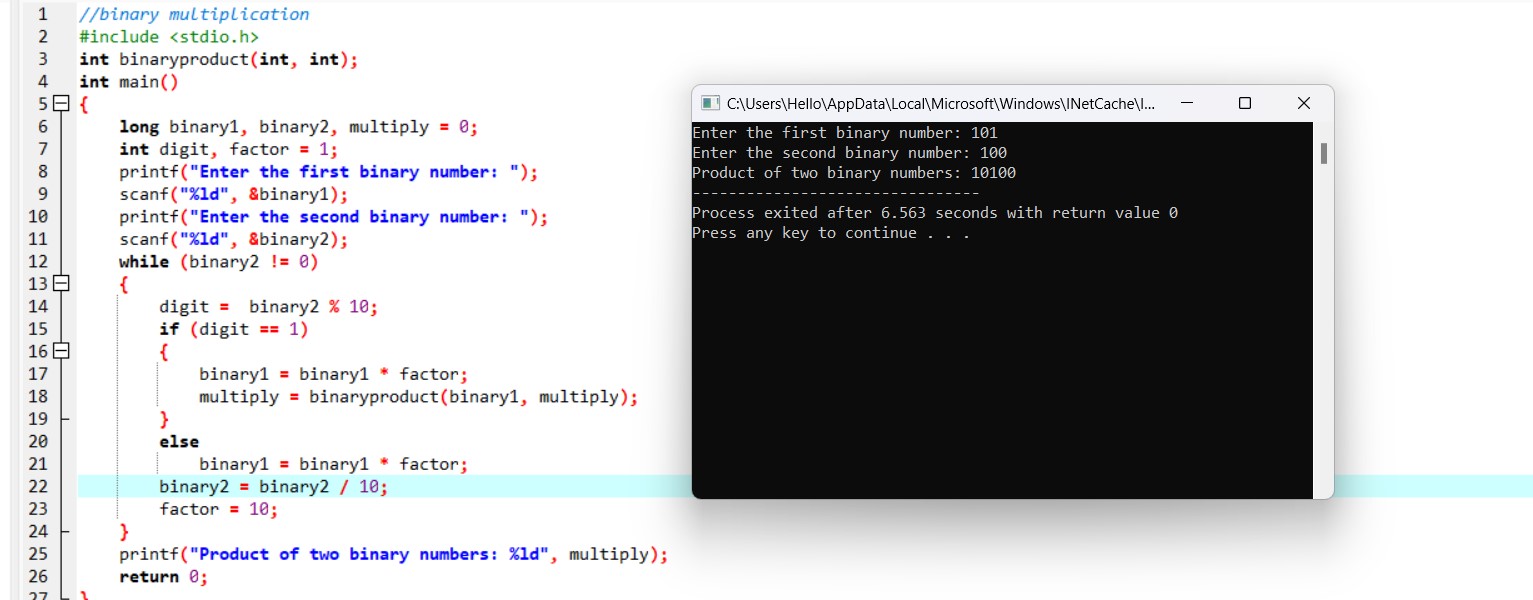 1 //binary multiplication
2 #include <stdio.h>
3 int binaryproduct(int, int);
4 int main()
5 {
6 long binary1, binary2, multiply = 0;
7 int digit, factor = 1;
8 printf("Enter the first binary number: ");
9 scanf("%ld", &binary1);
10 printf("Enter the second binary number: ");
11 scanf("%ld", &binary2);
12 while (binary2 != 0)
13 {
14 digit =  binary2 % 10;
15 if (digit == 1)
16 {
17 binary1 = binary1 * factor;
18 multiply = binaryproduct(binary1, multiply);
19 }
20 else
21 binary1 = binary1 * factor;
22 binary2 = binary2 / 10;
23 factor = 10;
24 }
25 printf("Product of two binary numbers: %ld", multiply);
26 return 0;
27 }
C:\Users\Hello\AppData\Local\Microsoft\Windows\INetCache\I...
Enter the first binary number: 101
Enter the second binary number: 100
Product of two binary numbers: 10100
--------------------------------
Process exited after 6.563 seconds with return value 0
Press any key to continue . . .